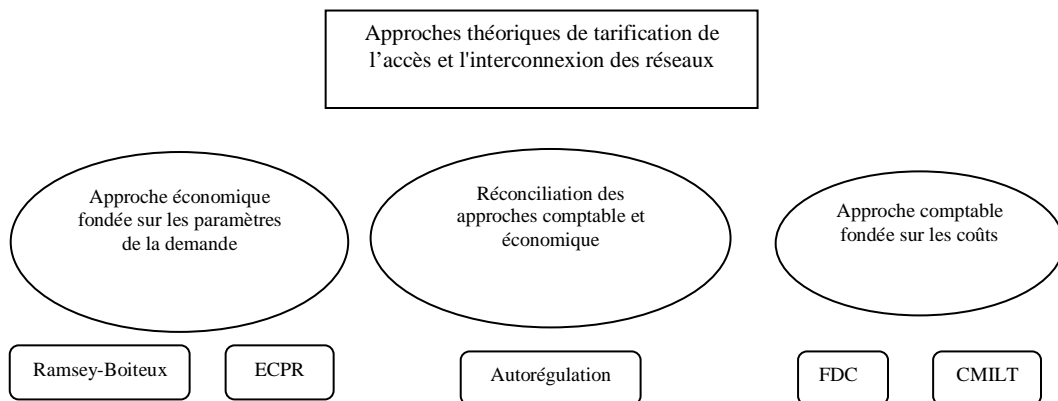 Approches théoriques de tarification de
l’accès et l'interconnexion des réseaux
Approche économique
fondée sur les paramètres
de la demande
Réconciliation des
approches comptable et
économique
Approche comptable
fondée sur les coûts
Ramsey-Boiteux
ECPR
Autorégulation
FDC
CMILT